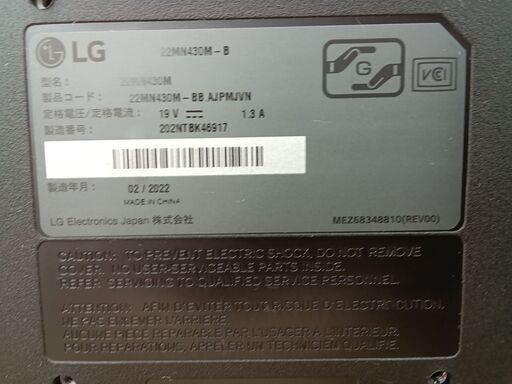 LG
22MN430M-B
型名: 22MN430M
製品コード: 22MN430M-BB.AJPMJVN
定格電圧/定格電流: 19 V ⎓ 1.3 A
製造番号: 202NTBK46917
製造年月: 02 / 2022
MADE IN CHINA
LG Electronics Japan 株式会社
MEZ68348810(REV00)
G
VCCI
CAUTION: TO PREVENT ELECTRIC SHOCK, DO NOT REMOVE
COVER. NO USER-SERVICEABLE PARTS INSIDE.
REFER SERVICING TO QUALIFIED SERVICE PERSONNEL.
ATTENTION: AFIN D'EVITER TOUT RISQUE D'ELECTROCUTION,
NE PAS ENLEVER L'ARRIERE
AUCUNE PIECE REPARABLE PAR L'USAGER A L'INTERIEUR.
POUR REPARATIONS, APPELER UN TECHNICIEN QUALIFIE.